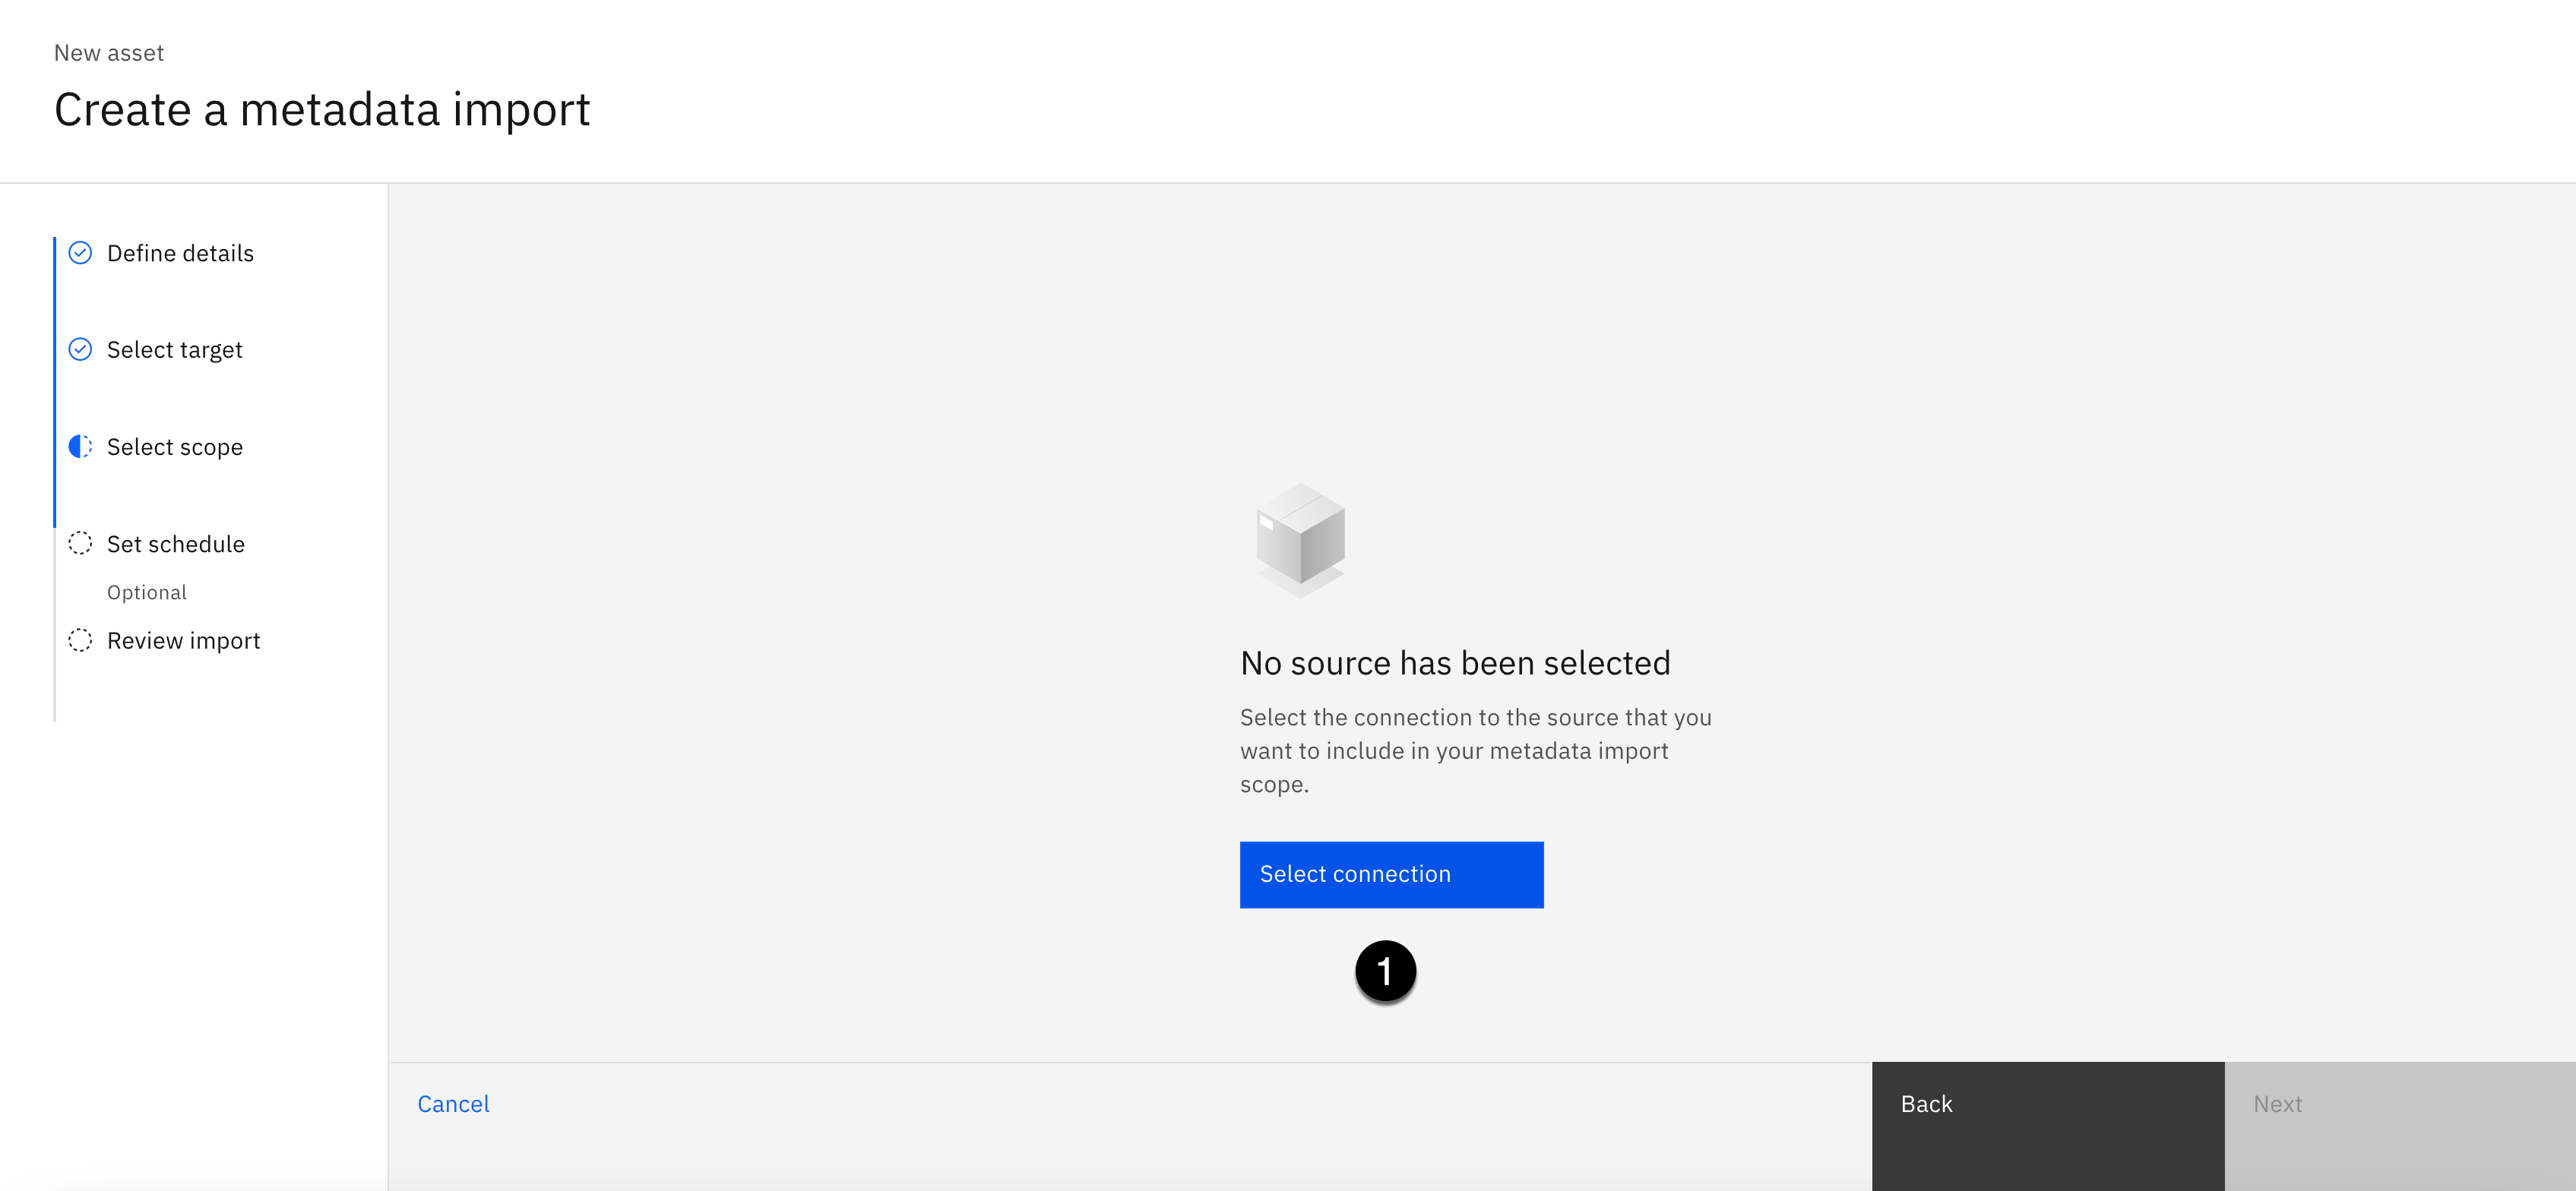 New asset
Create a metadata import
Define details
Select target
Select scope
Set schedule
Optional
Review import
No source has been selected
Select the connection to the source that you
want to include in your metadata import
scope.
Select connection
1
Cancel
Back
Next